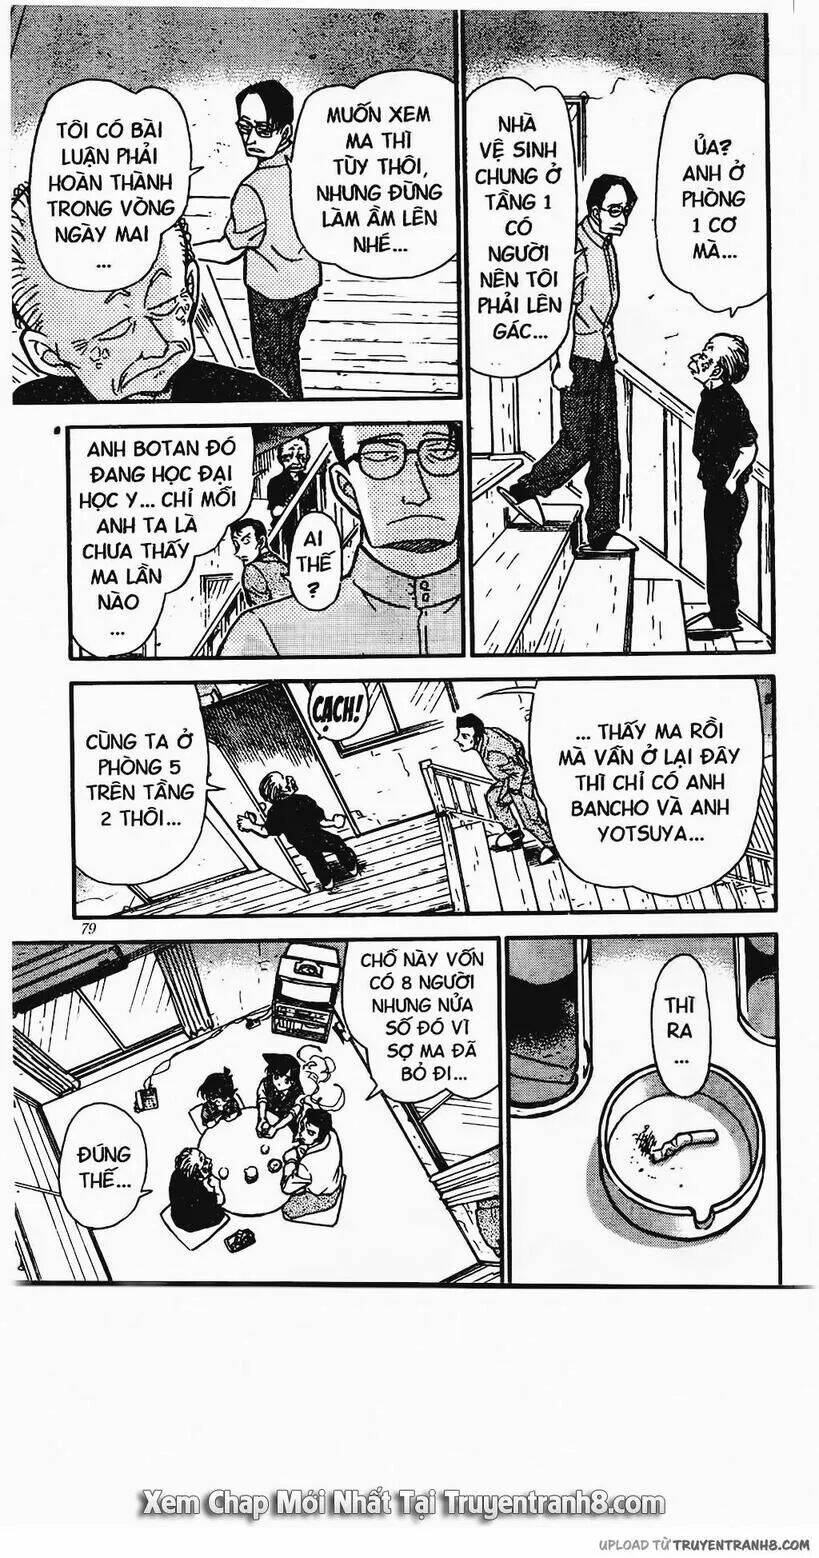 ỦA?
ANH Ở
PHÒNG
1 CƠ
MÀ...
NHÀ
VỆ SINH
CHUNG Ở
TẦNG 1
CÓ
NGƯỜI
NÊN TÔI
PHẢI LÊN
GÁC...
MUỐN XEM
MA THÌ
TÙY THÔI,
NHƯNG ĐỪNG
LÀM ẦM LÊN
NHÉ...
TÔI CÓ BÀI
LUẬN PHẢI
HOÀN THÀNH
TRONG VÒNG
NGÀY MAI
...
AI
THẾ
?
ANH BOTAN ĐÓ
ĐANG HỌC ĐẠI
HỌC Y... CHỈ MỖI
ANH TA LÀ
CHƯA THẤY
MA LẦN
NÀO
...
... THẤY MA RỒI
MÀ VẪN Ở LẠI ĐÂY
THÌ CHỈ CÓ ANH
BANCHO VÀ ANH
YOTSUYA...
CẠCH!
CÙNG TA Ở
PHÒNG 5
TRÊN TẦNG
2 THÔI...
79
THÌ
RA
...
CHỖ NÀY VỐN
CÓ 8 NGƯỜI
NHƯNG NỬA
SỐ ĐÓ VÌ
SỢ MA ĐÃ
BỎ ĐI...
ĐÚNG
THẾ...
Xem Chap Mới Nhất Tại Truyentranh8.com
UPLOAD TỪ TRUYENTRANH8.COM